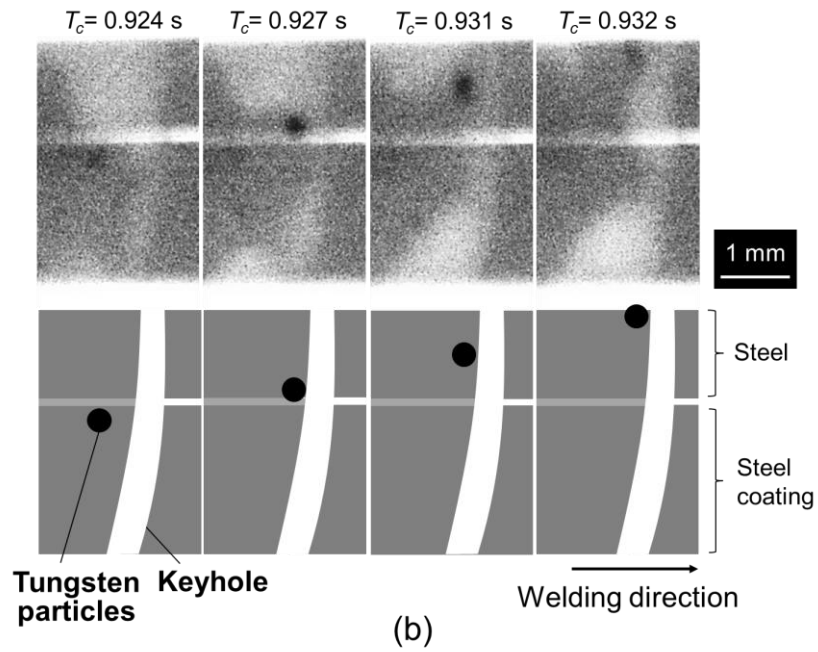 Tc= 0.924 s Tc= 0.927 s Tc= 0.931 s Tc= 0.932 s
1 mm
Steel
Steel
coating
Tungsten
particles
Keyhole
Welding direction
(b)